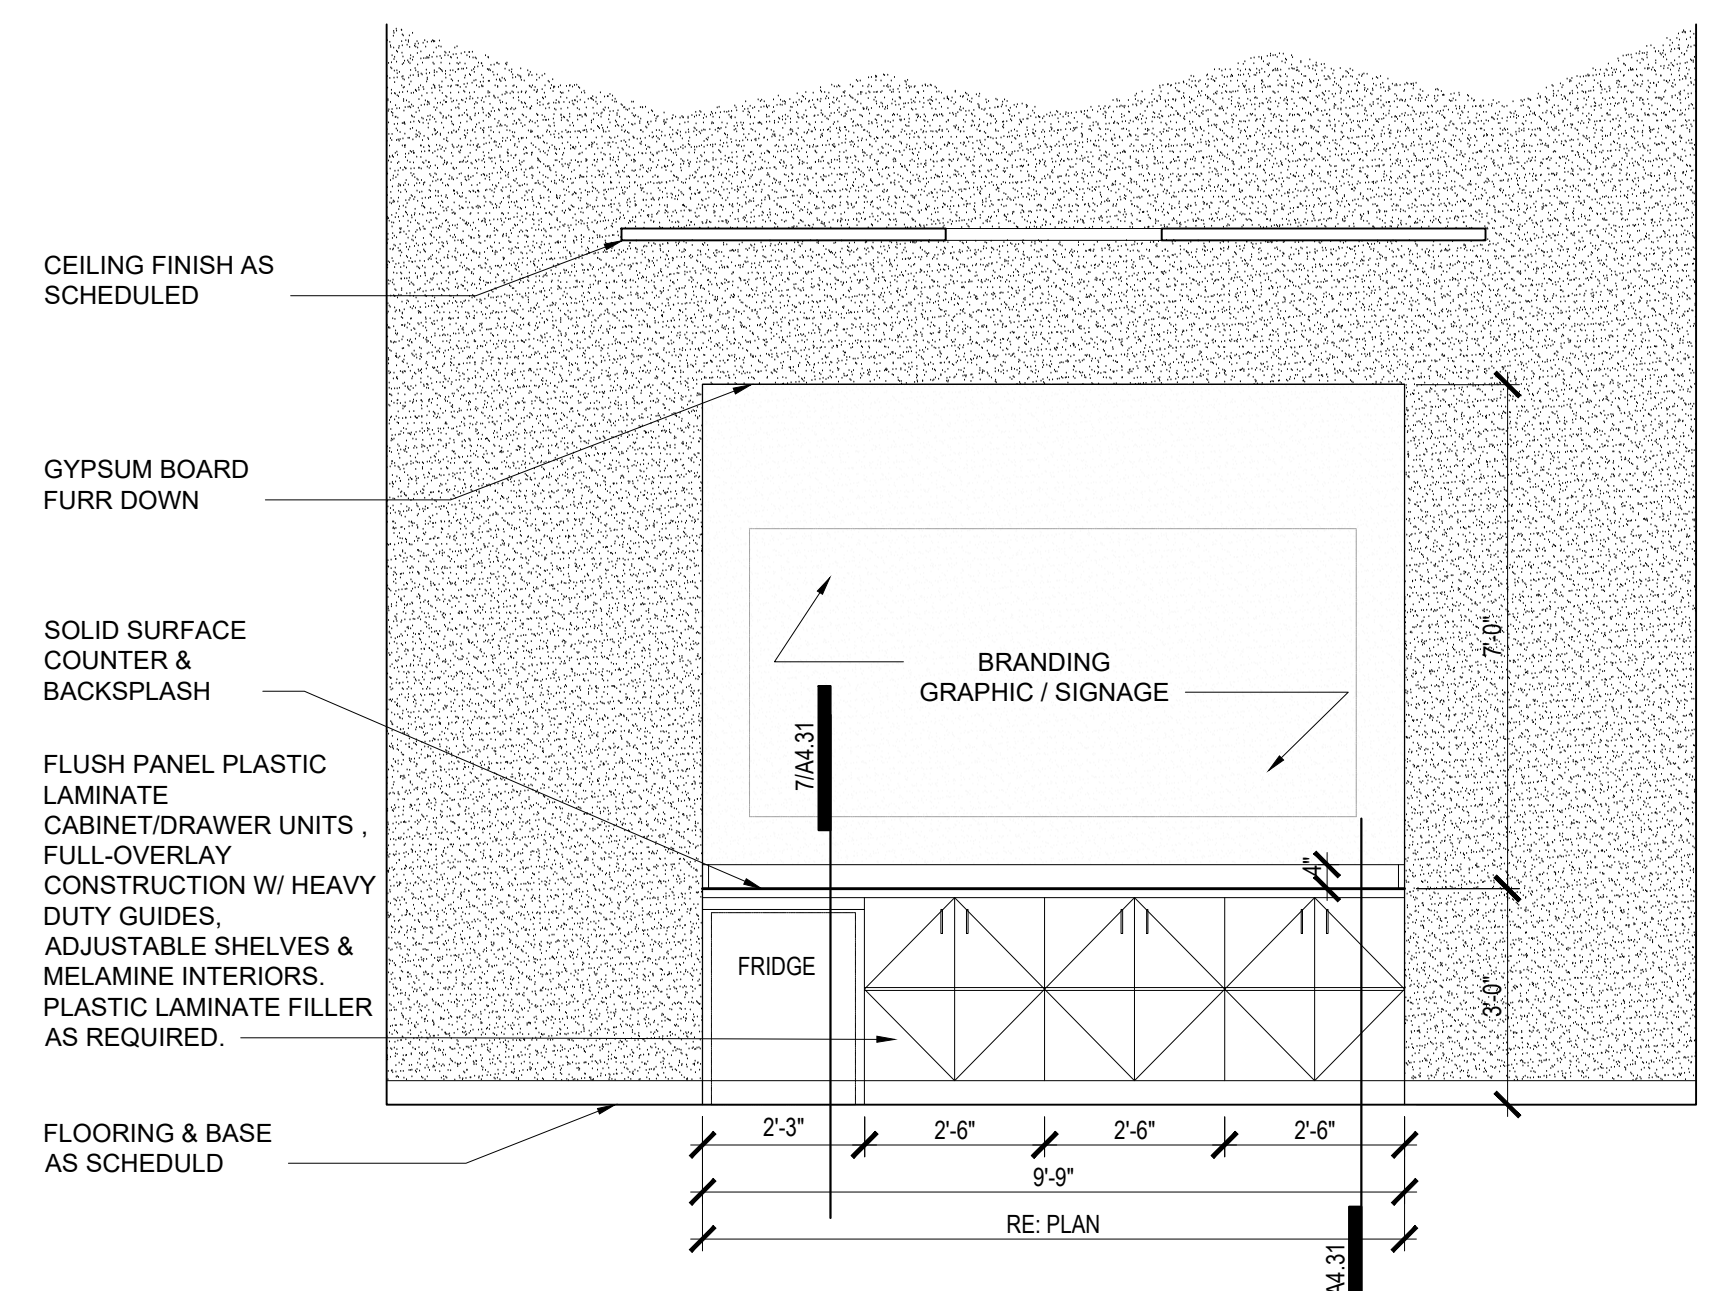 CEILING FINISH AS
SCHEDULED
GYPSUM BOARD
FURR DOWN
SOLID SURFACE
COUNTER &
BACKSPLASH
FLUSH PANEL PLASTIC
LAMINATE
CABINET/DRAWER UNITS ,
FULL-OVERLAY
CONSTRUCTION W/ HEAVY
DUTY GUIDES,
ADJUSTABLE SHELVES &
MELAMINE INTERIORS.
PLASTIC LAMINATE FILLER
AS REQUIRED.
FLOORING & BASE
AS SCHEDULD
BRANDING
GRAPHIC / SIGNAGE
7/A4.31
7'-0"
4"
FRIDGE
3'-0"
2'-3" 2'-6" 2'-6" 2'-6"
9'-9"
RE: PLAN
A4.31